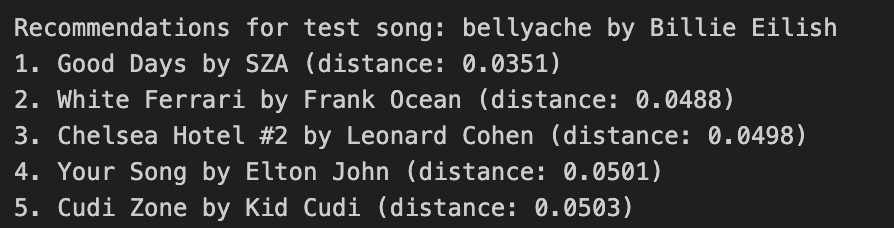 Recommendations for test song: bellyache by Billie Eilish
1. Good Days by SZA (distance: 0.0351)
2. White Ferrari by Frank Ocean (distance: 0.0488)
3. Chelsea Hotel #2 by Leonard Cohen (distance: 0.0498)
4. Your Song by Elton John (distance: 0.0501)
5. Cudi Zone by Kid Cudi (distance: 0.0503)